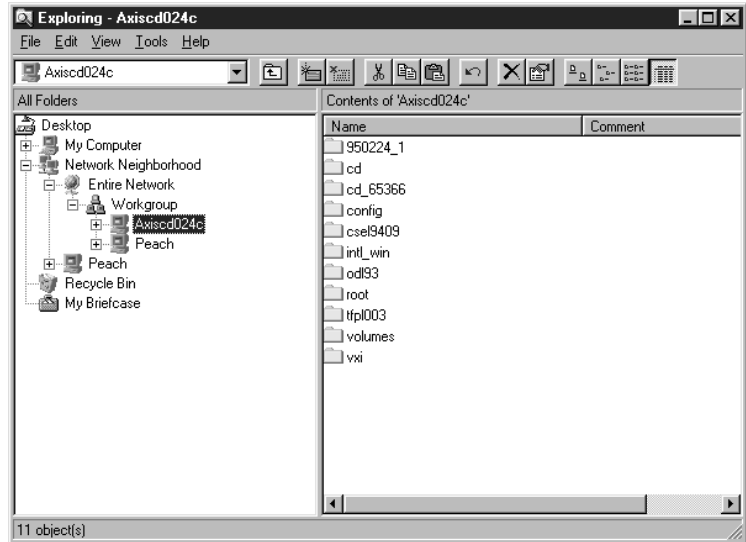 Exploring - Axiscd024c
File Edit View Tools Help
Axiscd024c
All Folders
Contents of 'Axiscd024c'
Desktop
My Computer
Network Neighborhood
Entire Network
Workgroup
Axiscd024c
Peach
Peach
Recycle Bin
My Briefcase
Name Comment
950224_1
cd
cd_65366
config
csel9409
intl_win
odl93
root
tfpl003
volumes
vxi
11 object(s)